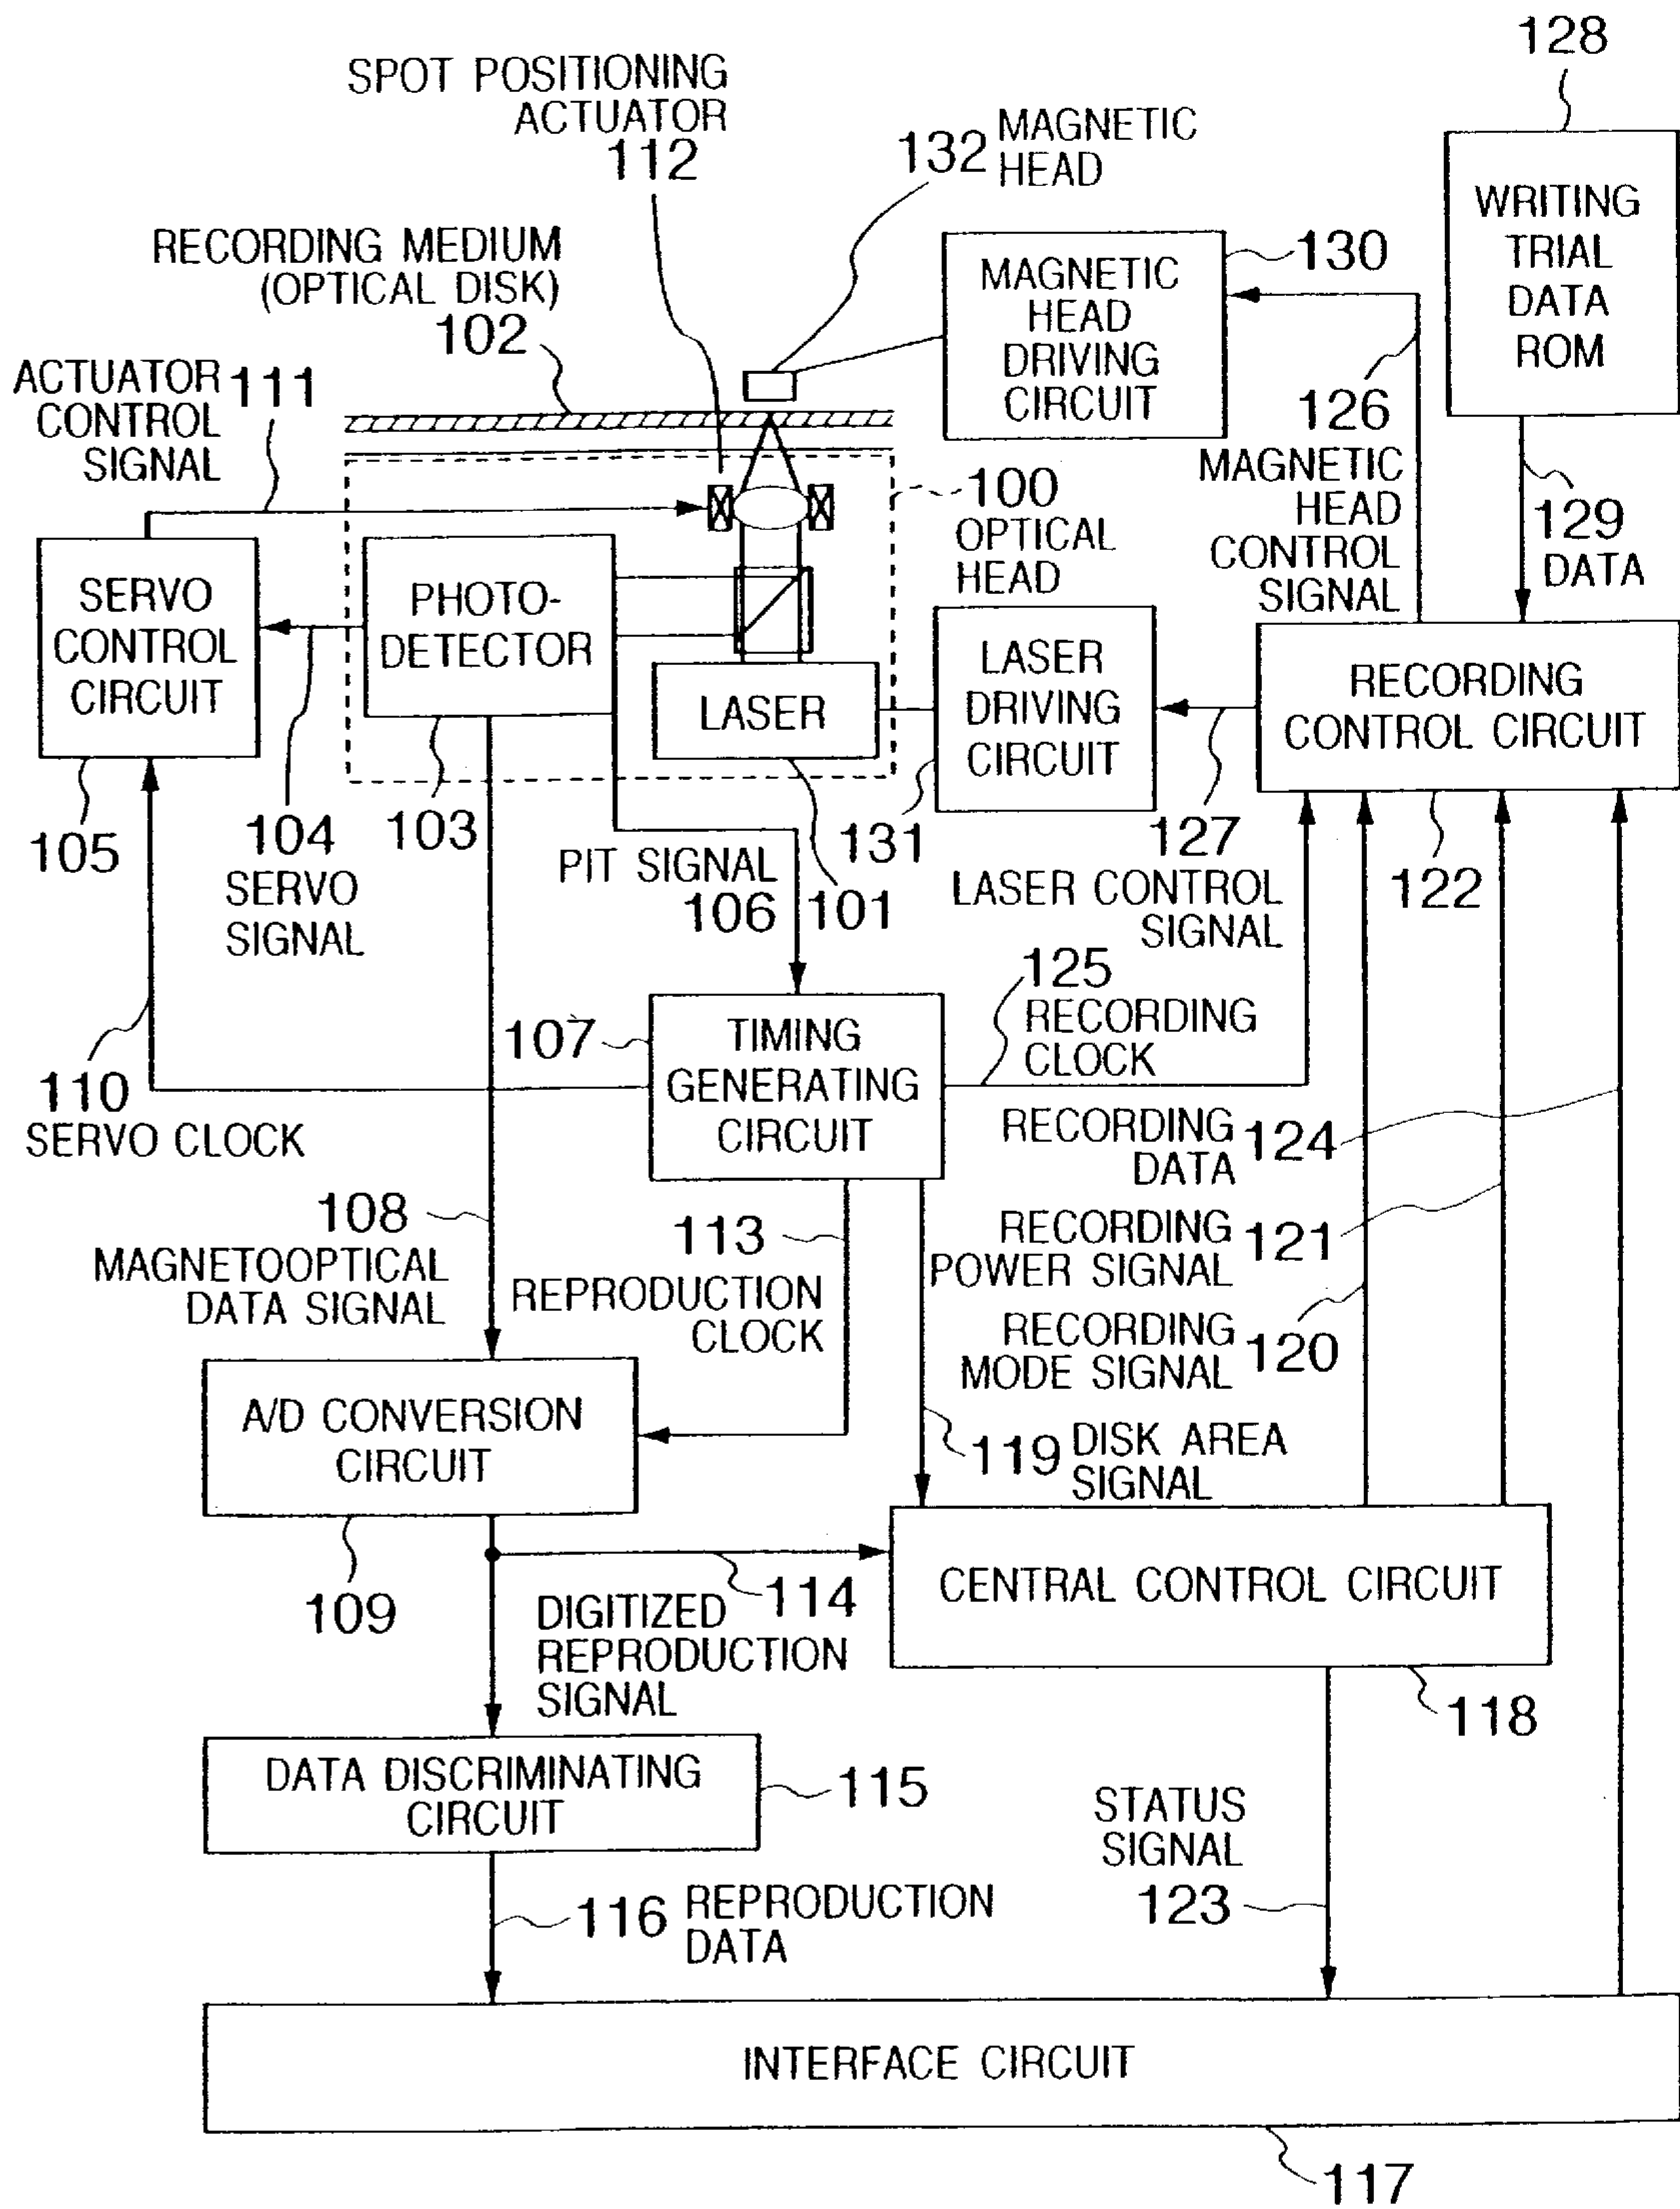 128
SPOT POSITIONING
ACTUATOR
112
132
MAGNETIC
HEAD
WRITING
TRIAL
DATA
ROM
RECORDING MEDIUM
(OPTICAL DISK)
102
MAGNETIC
HEAD
DRIVING
CIRCUIT
130
ACTUATOR
CONTROL
SIGNAL
111
126
MAGNETIC
HEAD
CONTROL
SIGNAL
129
DATA
100
OPTICAL
HEAD
SERVO
CONTROL
CIRCUIT
PHOTO-
DETECTOR
LASER
LASER
DRIVING
CIRCUIT
RECORDING
CONTROL CIRCUIT
105
104
SERVO
SIGNAL
103
PIT SIGNAL
106
101
131
127
LASER CONTROL
SIGNAL
122
125
RECORDING
CLOCK
107
TIMING
GENERATING
CIRCUIT
110
SERVO CLOCK
RECORDING
DATA
124
108
MAGNETOOPTICAL
DATA SIGNAL
113
REPRODUCTION
CLOCK
RECORDING
POWER SIGNAL
121
RECORDING
MODE SIGNAL
120
A/D CONVERSION
CIRCUIT
119
DISK AREA
SIGNAL
109
114
DIGITIZED
REPRODUCTION
SIGNAL
CENTRAL CONTROL CIRCUIT
118
DATA DISCRIMINATING
CIRCUIT
115
STATUS
SIGNAL
123
116
REPRODUCTION
DATA
INTERFACE CIRCUIT
117